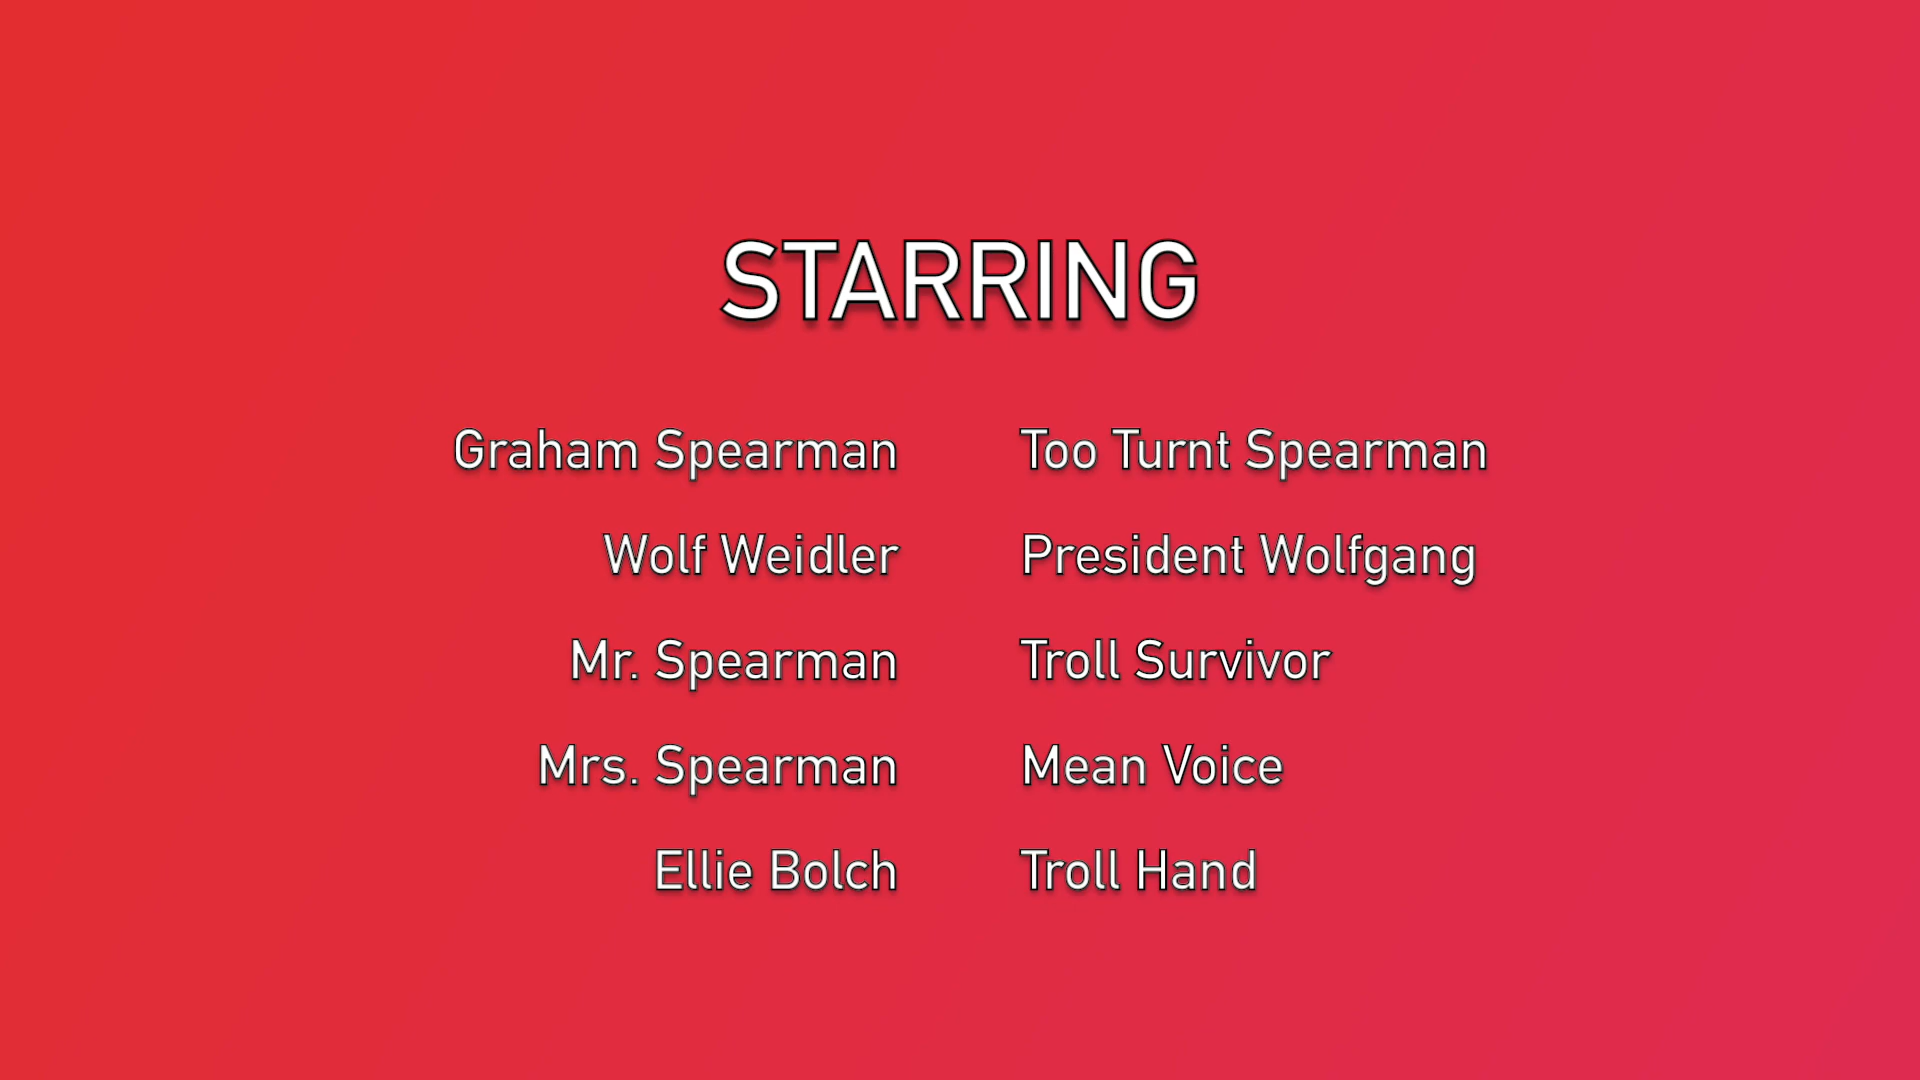 STARRING
Graham Spearman Too Turnt Spearman
Wolf Weidler President Wolfgang
Mr. Spearman Troll Survivor
Mrs. Spearman Mean Voice
Ellie Bolch Troll Hand